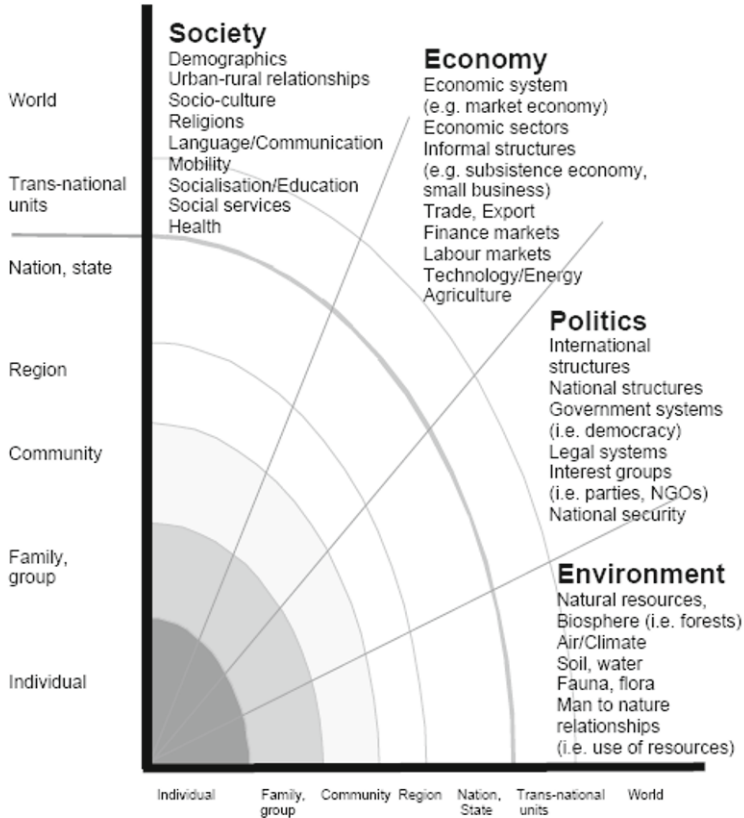 Society
Demographics
Urban-rural relationships
Socio-culture
Religions
Language/Communication
Mobility
Socialisation/Education
Social services
Health
Economy
Economic system
(e.g. market economy)
Economic sectors
Informal structures
(e.g. subsistence economy,
small business)
Trade, Export
Finance markets
Labour markets
Technology/Energy
Agriculture
Politics
International
structures
National structures
Government systems
(i.e. democracy)
Legal systems
Interest groups
(i.e. parties, NGOs)
National security
Environment
Natural resources,
Biosphere (i.e. forests)
Air/Climate
Soil, water
Fauna, flora
Man to nature
relationships
(i.e. use of resources)
World
Trans-national
units
Nation, state
Region
Community
Family,
group
Individual
Individual
Family,
group
Community
Region
Nation,
State
Trans-national
units
World